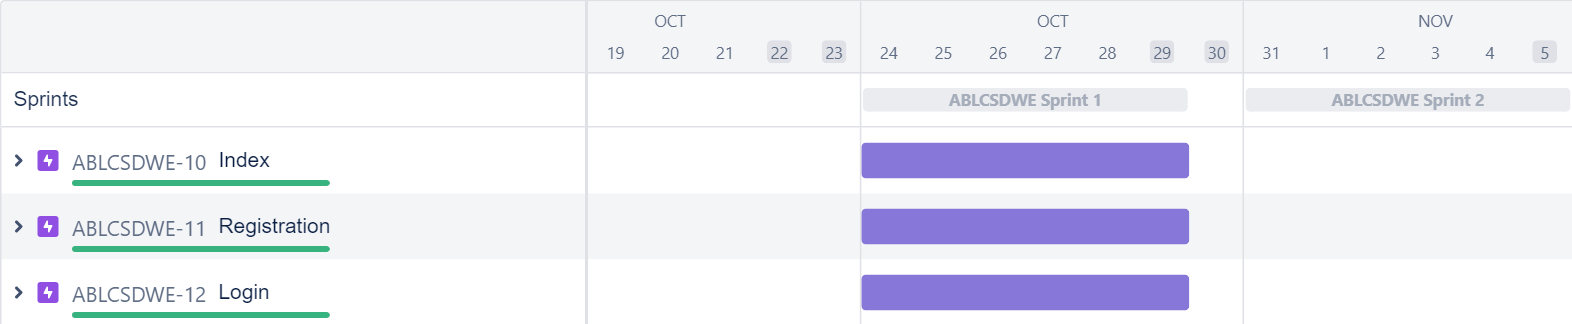 OCT OCT NOV
19 20 21 22 23 24 25 26 27 28 29 30 31 1 2 3 4 5
Sprints ABLCSDWE Sprint 1 ABLCSDWE Sprint 2
ABLCSDWE-10 Index
ABLCSDWE-11 Registration
ABLCSDWE-12 Login